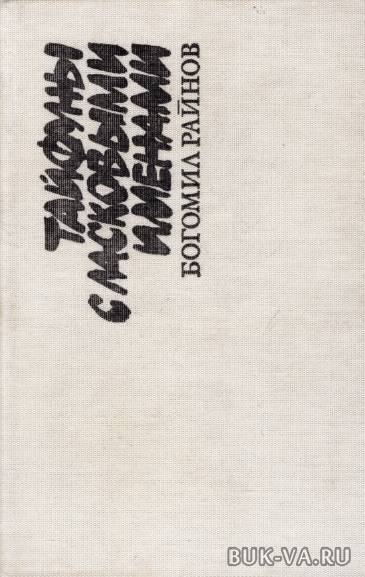 ТАЙФУНЫ
С ЛАСКОВЫМИ
ИМЕНАМИ
БОГОМИЛ РАЙНОВ
BUK-VA.RU